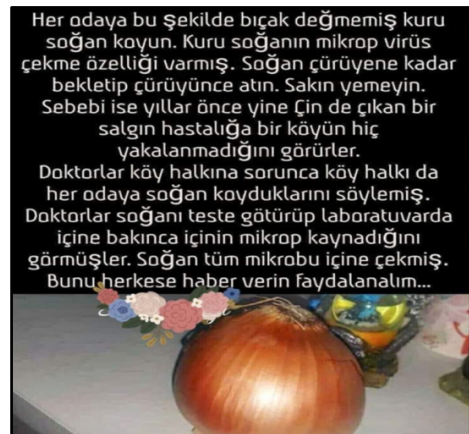 Her odaya bu şekilde bıçak değmemiş kuru
soğan koyun. Kuru soğanın mikrop virüs
çekme özelliği varmış. Soğan çürüyene kadar
bekletip çürüyünce atın. Sakın yemeyin.
Sebebi ise yıllar önce yine Çin de çıkan bir
salgın hastalığa bir köyün hiç
yakalanmadığını görürler.
Doktorlar köy halkına sorunca köy halkı da
her odaya soğan koyduklarını söylemiş.
Doktorlar soğanı teste götürüp laboratuvarda
içine bakınca içinin mikrop kaynadığını
görmüşler. Soğan tüm mikrobu içine çekmiş.
Bunu herkese haber verin faydalanalım...